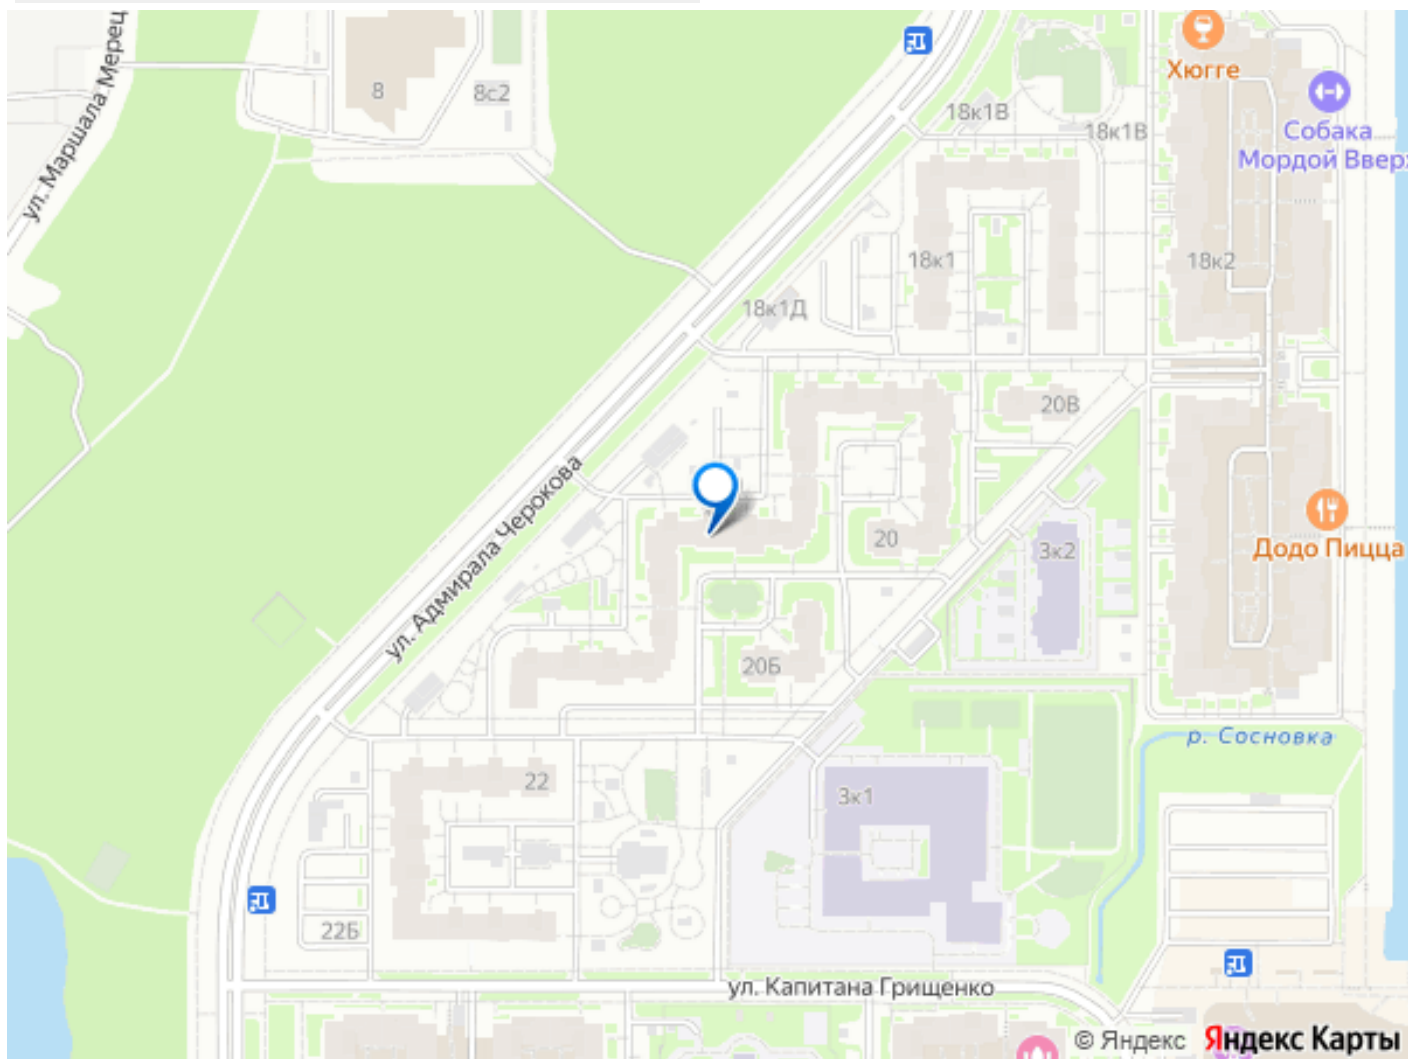 ул. Маршала Мерец
8
8с2
18к1В
18к1В
Хюгге
Собака
Мордой Вверх
18к1
18к2
18к1Д
20В
ул. Адмирала Черокова
20
3к2
Додо Пицца
20Б
р. Сосновка
22
3к1
22Б
ул. Капитана Грищенко
© Яндекс Яндекс Карты